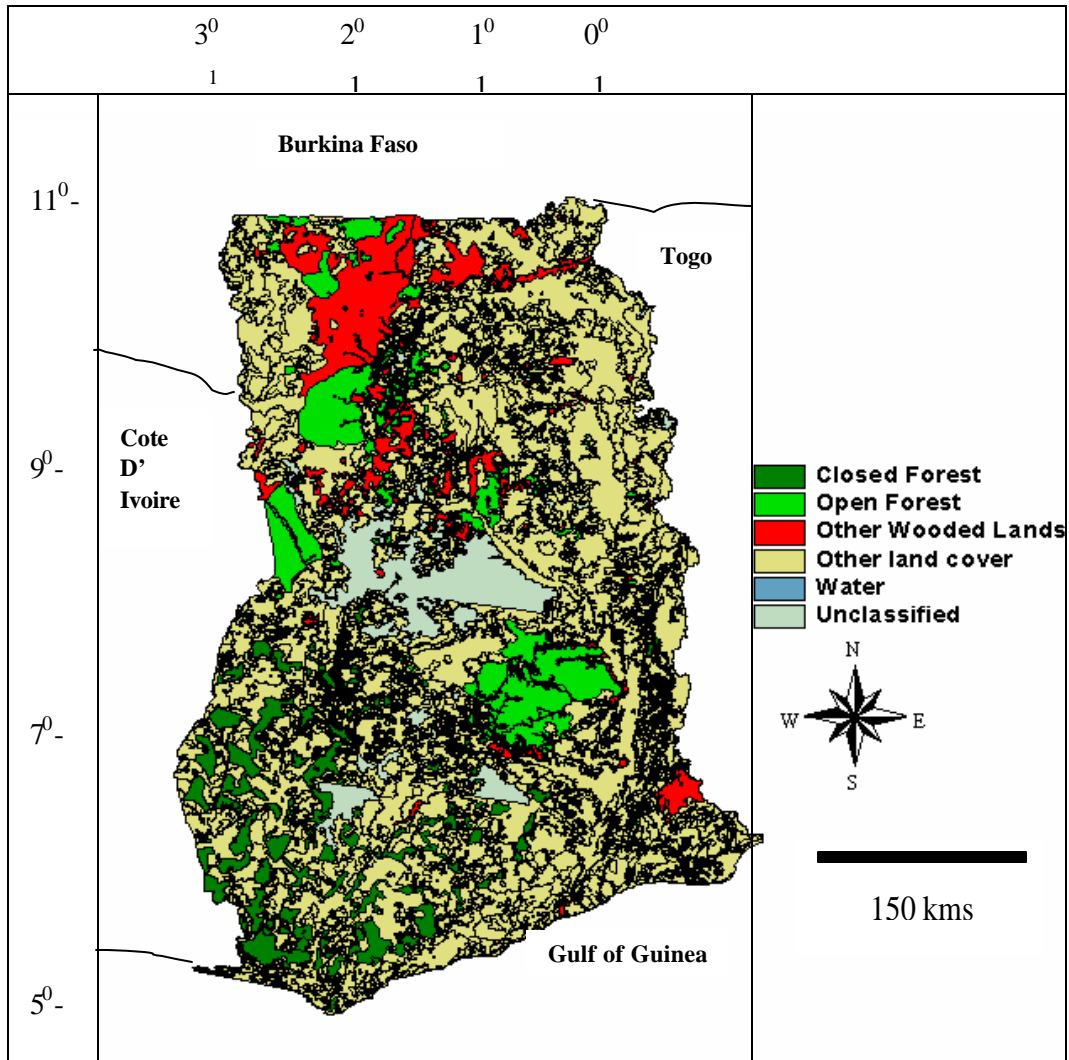 3⁰ 2⁰ 1⁰ 0⁰
1 1 1 1
Burkina Faso
11⁰-
Togo
Cote
D’
Ivoire
9⁰-
Closed Forest
Open Forest
Other Wooded Lands
Other land cover
Water
Unclassified
N
W E
S
7⁰-
150 kms
Gulf of Guinea
5⁰-